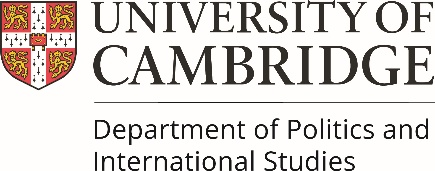 UNIVERSITY OF
CAMBRIDGE
Department of Politics and
International Studies